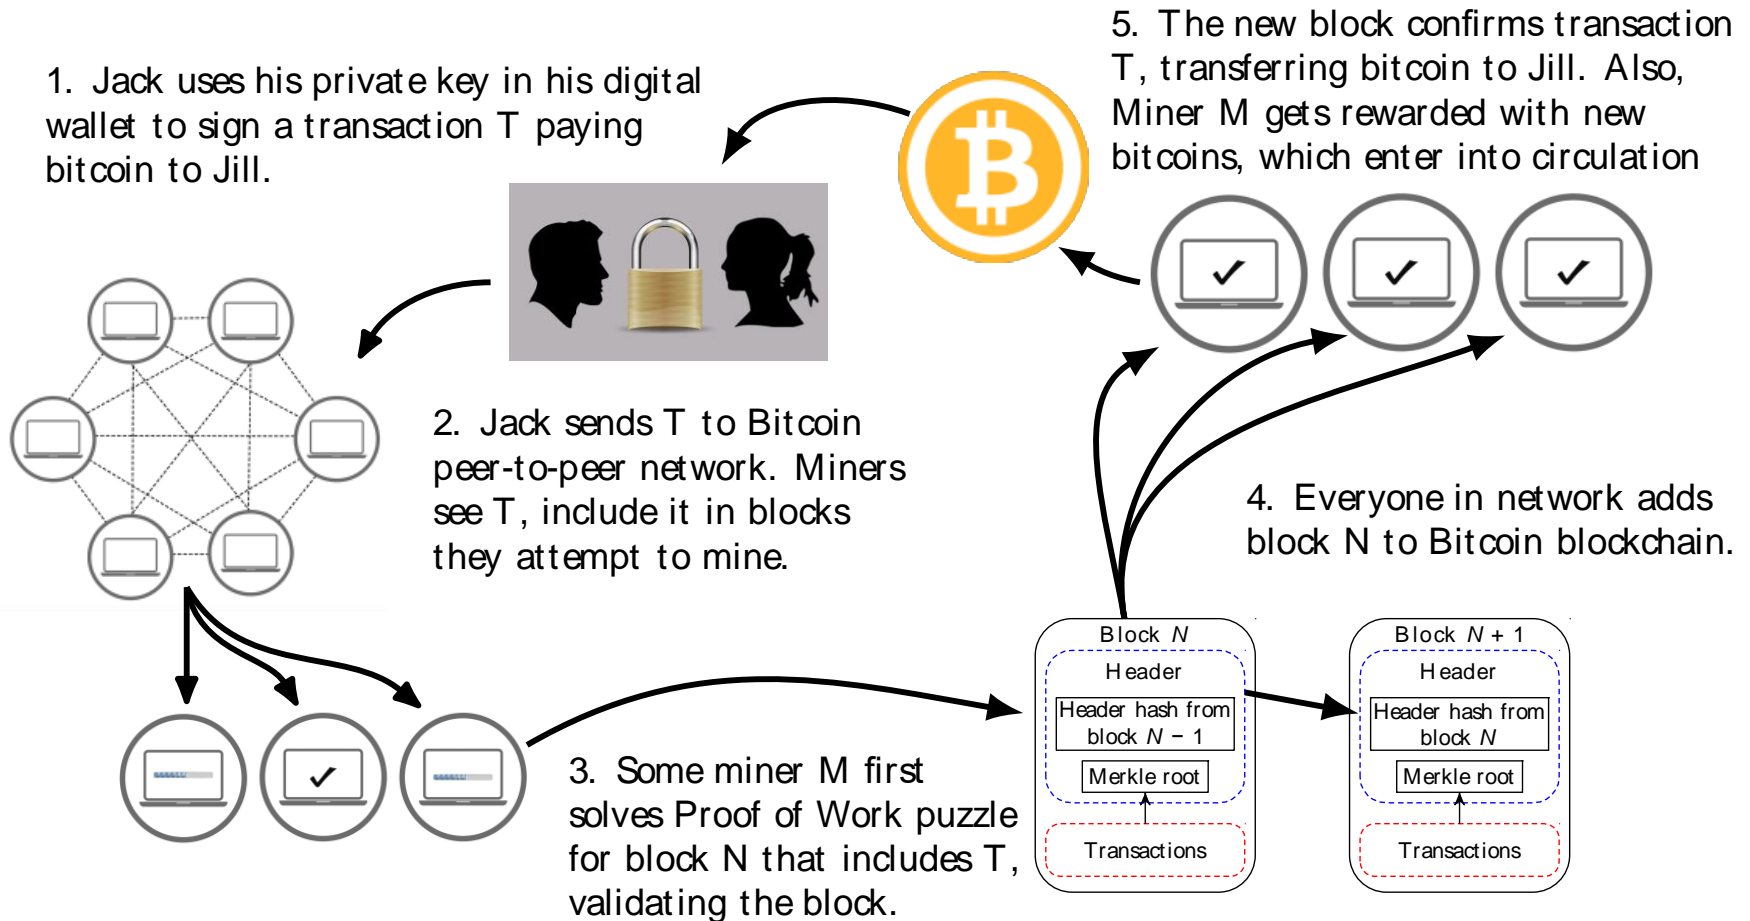 1. Jack uses his private key in his digital
wallet to sign a transaction T paying
bitcoin to Jill.
5. The new block confirms transaction
T, transferring bitcoin to Jill. Also,
Miner M gets rewarded with new
bitcoins, which enter into circulation
2. Jack sends T to Bitcoin
peer-to-peer network. Miners
see T, include it in blocks
they attempt to mine.
4. Everyone in network adds
block N to Bitcoin blockchain.
3. Some miner M first
solves Proof of Work puzzle
for block N that includes T,
validating the block.
Block N
Header
Header hash from
block N − 1
Merkle root
Transactions
Block N + 1
Header
Header hash from
block N
Merkle root
Transactions